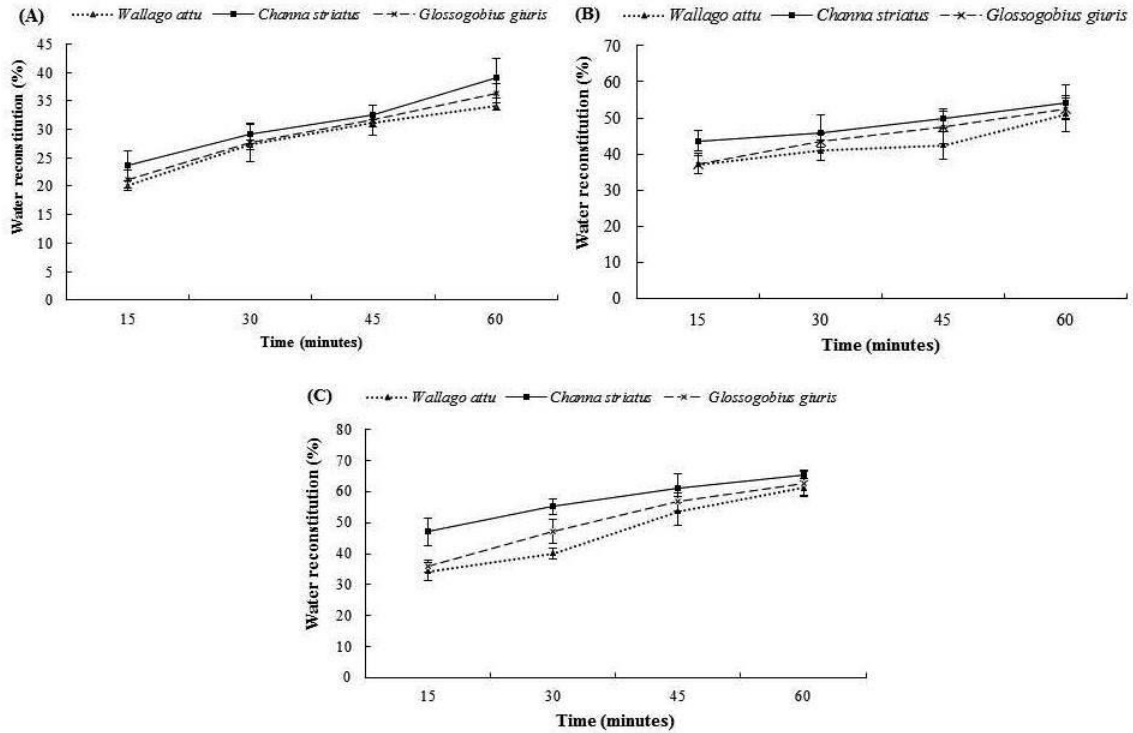 (A)
Wallago attu Channa striatus Glossogobius giuris
Water reconstitution (%)
45
40
35
30
25
20
15
10
5
0
15 30 45 60
Time (minutes)
(B)
Wallago attu Channa striatus Glossogobius giuris
Water reconstitution (%)
70
60
50
40
30
20
10
0
15 30 45 60
Time (minutes)
(C)
Wallago attu Channa striatus Glossogobius giuris
Water reconstitution (%)
80
70
60
50
40
30
20
10
0
15 30 45 60
Time (minutes)